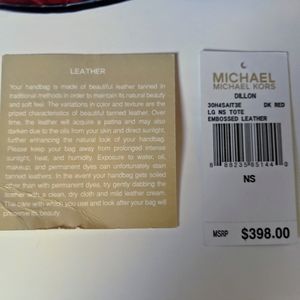 LEATHER
Your handbag is made of beautiful leather tanned in
traditional methods in order to maintain its natural beauty
and soft feel. The variations in color and texture are the
prized characteristics of beautiful tanned leather. Over
time, the leather will acquire a patina and may also
darken due to the oils from your skin and direct sunlight,
further enhancing the natural look of your handbag.
Please keep your bag away from prolonged intense
sunlight, heat, and humidity. Exposure to water, oil,
makeup, and permanent dyes can permanently affect
tanned leathers. In the event your handbag gets soiled
other than with permanent dyes, try gently dabbing the
leather with a clean, dry cloth and mild leather cream.
The care with which you use and look after your bag will
preserve its beauty.
MICHAEL
MICHAEL KORS
DILLON
30H4SAIT3E DK RED
LG NS TOTE
EMBOSSED LEATHER
8 88235 85144 0
NS
MSRP $398.00